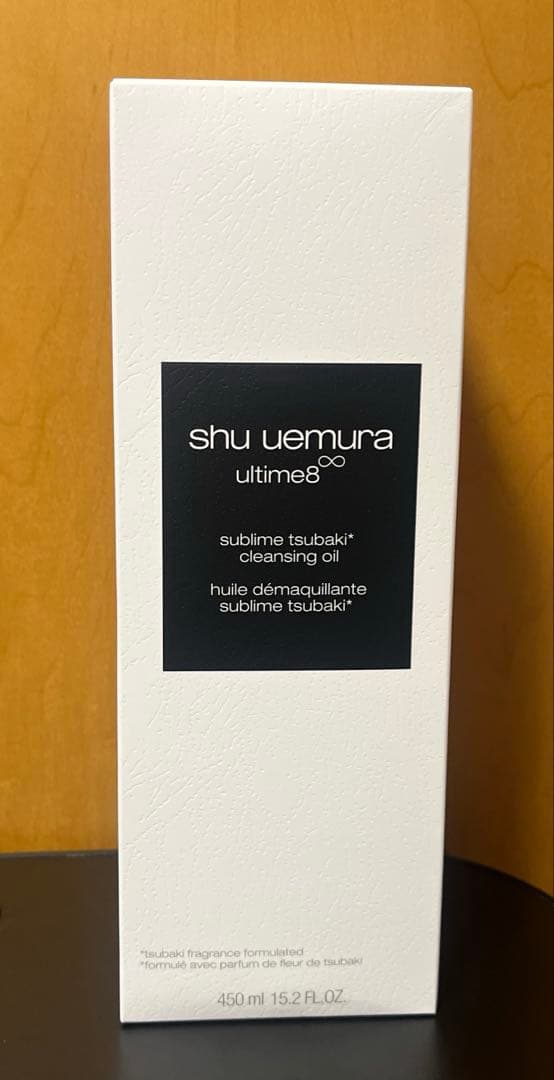 shu uemura
ultime8∞
sublime tsubaki*
cleansing oil
huile démaquillante
sublime tsubaki*
*tsubaki fragrance formulated
*formulé avec parfum de fleur de tsubaki
450 ml 15.2 FL.OZ.